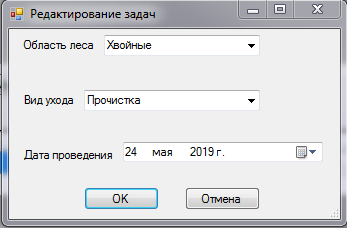 Редактирование задач
Область леса Хвойные
Вид ухода Прочистка
Дата проведения 24 мая 2019 г.
OK Отмена